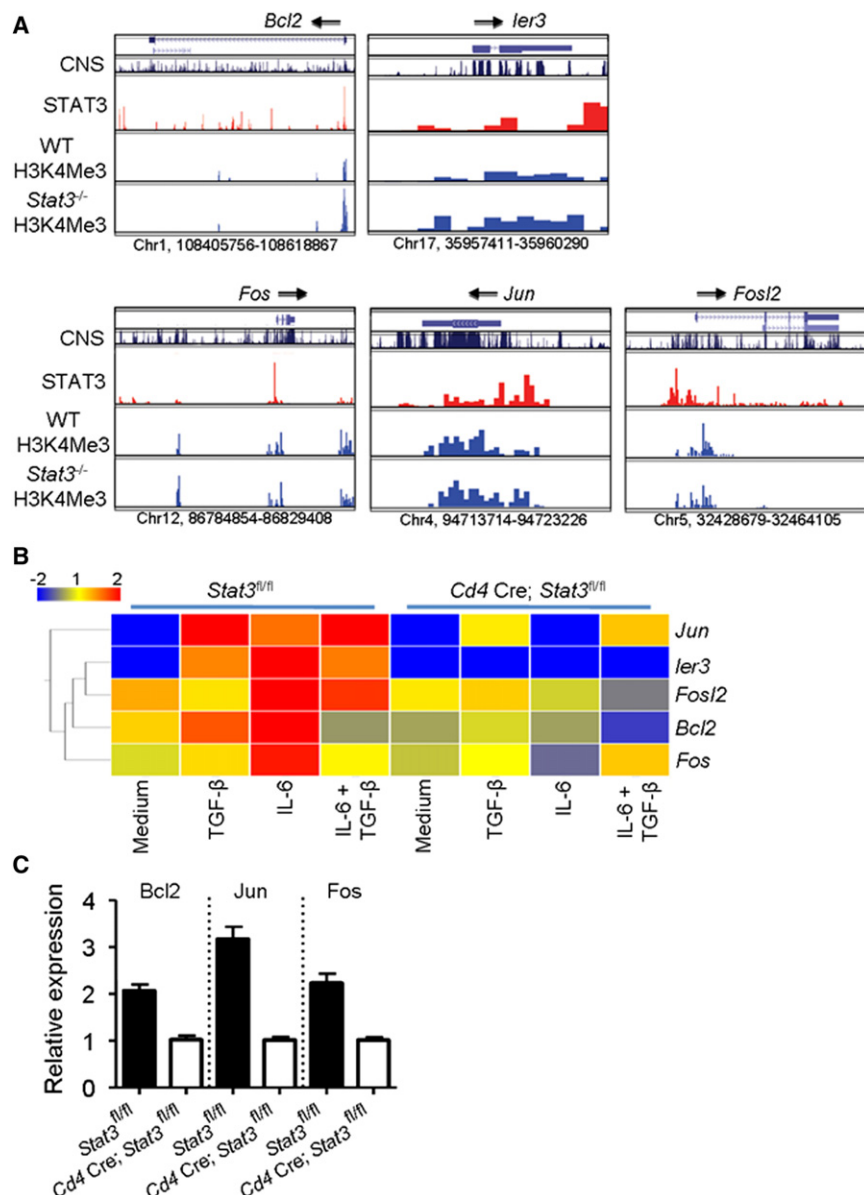 A
Bcl2
Ier3
CNS
STAT3
WT
H3K4Me3
Stat3-/-
H3K4Me3
Chr1, 108405756-108618867
Chr17, 35957411-35960290
Fos
Jun
Fosl2
CNS
STAT3
WT
H3K4Me3
Stat3-/-
H3K4Me3
Chr12, 86784854-86829408
Chr4, 94713714-94723226
Chr5, 32428679-32464105
B
-2 1 2
Stat3fl/fl
Cd4 Cre; Stat3fl/fl
Jun
Ier3
Fosl2
Bcl2
Fos
Medium
TGF-β
IL-6
IL-6 +
TGF-β
Medium
TGF-β
IL-6
IL-6 +
TGF-β
C
Bcl2
Jun
Fos
Relative expression
4
3
2
1
0
Stat3fl/fl
Cd4 Cre; Stat3fl/fl
Stat3fl/fl
Cd4 Cre; Stat3fl/fl
Stat3fl/fl
Cd4 Cre; Stat3fl/fl